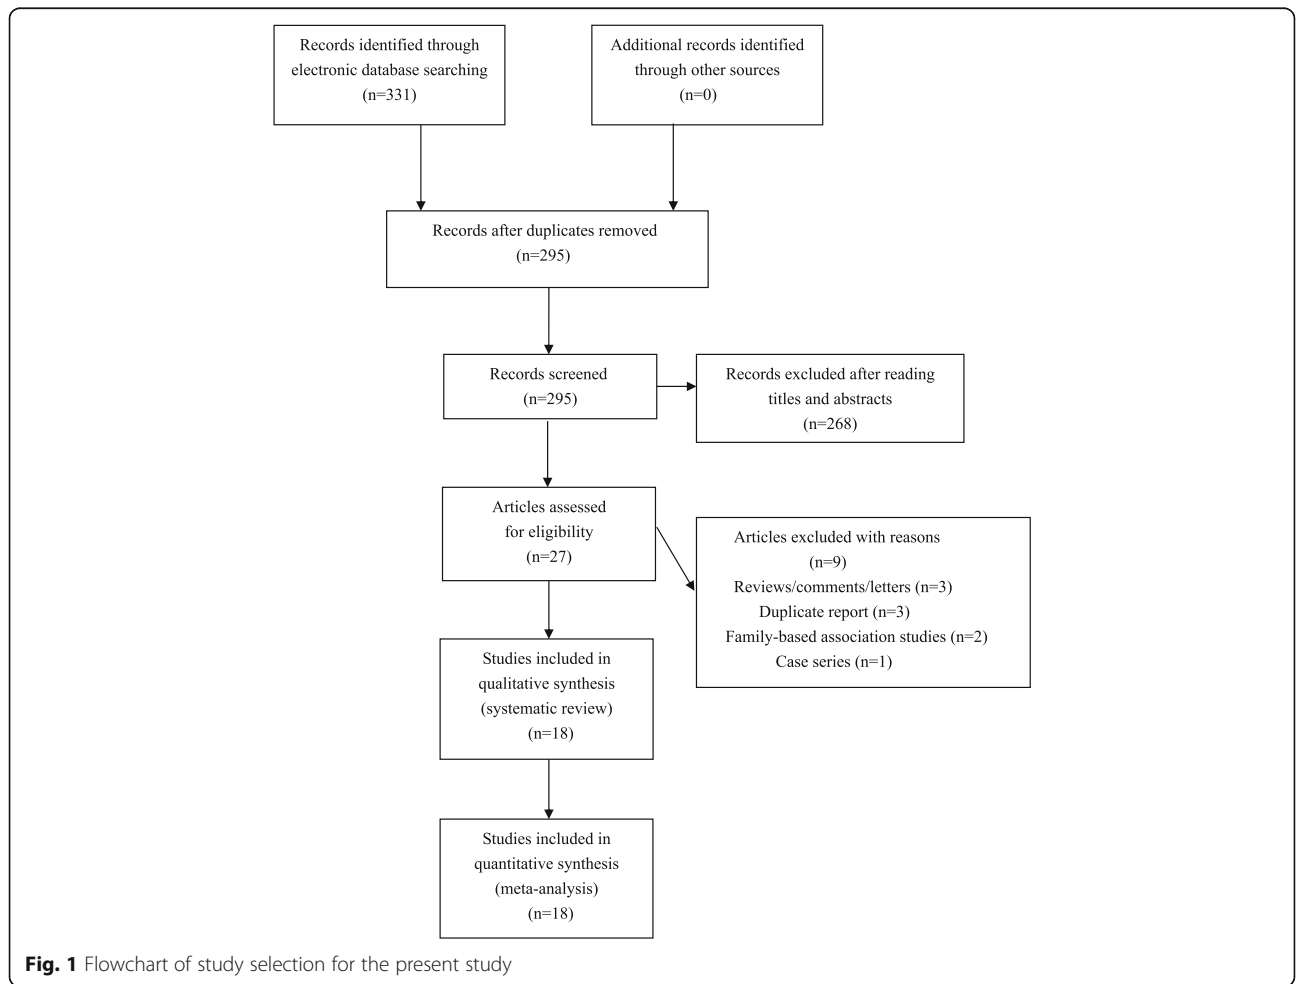 Records identified through
electronic database searching
(n=331)
Additional records identified
through other sources
(n=0)
Records after duplicates removed
(n=295)
Records screened
(n=295)
Records excluded after reading
titles and abstracts
(n=268)
Articles assessed
for eligibility
(n=27)
Articles excluded with reasons
(n=9)
Reviews/comments/letters (n=3)
Duplicate report (n=3)
Family-based association studies (n=2)
Case series (n=1)
Studies included in
qualitative synthesis
(systematic review)
(n=18)
Studies included in
quantitative synthesis
(meta-analysis)
(n=18)
Fig. 1 Flowchart of study selection for the present study